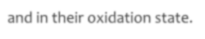 and in their oxidation state.